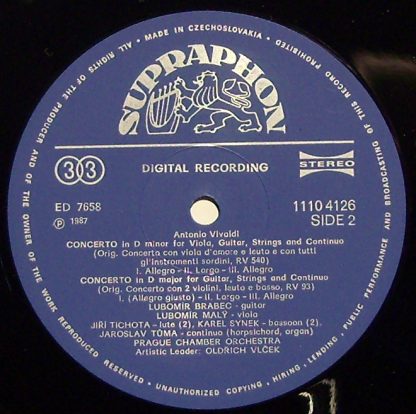 MADE IN CZECHOSLOVAKIA • ALL RIGHTS OF THE PRODUCER AND OF THE OWNER OF THE WORK REPRODUCED RESERVED • UNAUTHORIZED COPYING, HIRING, LENDING, PUBLIC PERFORMANCE AND BROADCASTING OF THIS RECORD PROHIBITED •
SUPRAPHON
33 DIGITAL RECORDING STEREO
ED 7658 1110 4126
Ⓟ 1987 SIDE 2
Antonio Vivaldi
CONCERTO in D minor for Viola, Guitar, Strings and Continuo
(Orig. Concerto con viola d'amore e leuto e con tutti
gl'instrumenti sordini, RV 540)
I. Allegro - II. Largo - III. Allegro
CONCERTO in D major for Guitar, Strings and Continuo
(Orig. Concerto con 2 violini, leuto e basso, RV 93)
I. (Allegro giusto) - II. Largo - III. Allegro
LUBOMÍR BRABEC - guitar
LUBOMÍR MALÝ - viola
JIŘÍ TICHOTA - lute (2), KAREL SYNEK - bassoon (2),
JAROSLAV TŮMA - continuo (harpsichord, organ)
PRAGUE CHAMBER ORCHESTRA
Artistic Leader: OLDŘICH VLČEK